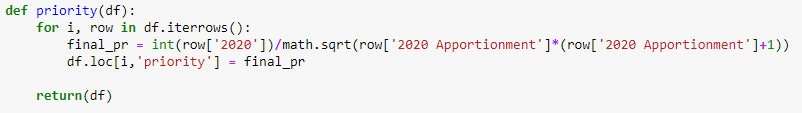 def priority(df):
    for i, row in df.iterrows():
        final_pr = int(row['2020'])/math.sqrt(row['2020 Apportionment']*(row['2020 Apportionment']+1))
        df.loc[i,'priority'] = final_pr
    return(df)